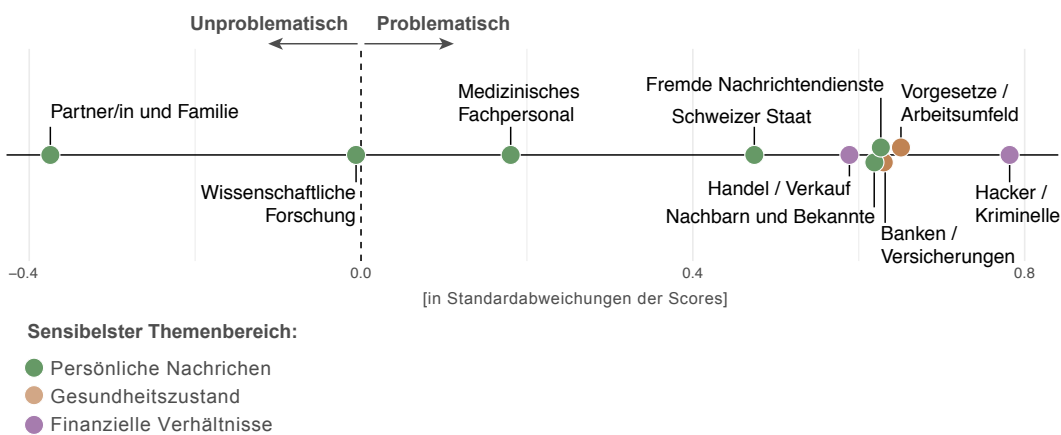 Unproblematisch
Problematisch
Partner/in und Familie
Wissenschaftliche
Forschung
Medizinisches
Fachpersonal
Fremde Nachrichtendienste
Schweizer Staat
Vorgesetze /
Arbeitsumfeld
Handel / Verkauf
Nachbarn und Bekannte
Banken /
Versicherungen
Hacker /
Kriminelle
−0.4
0.0
0.4
0.8
[in Standardabweichungen der Scores]
Sensibelster Themenbereich:
Persönliche Nachrichen
Gesundheitszustand
Finanzielle Verhältnisse